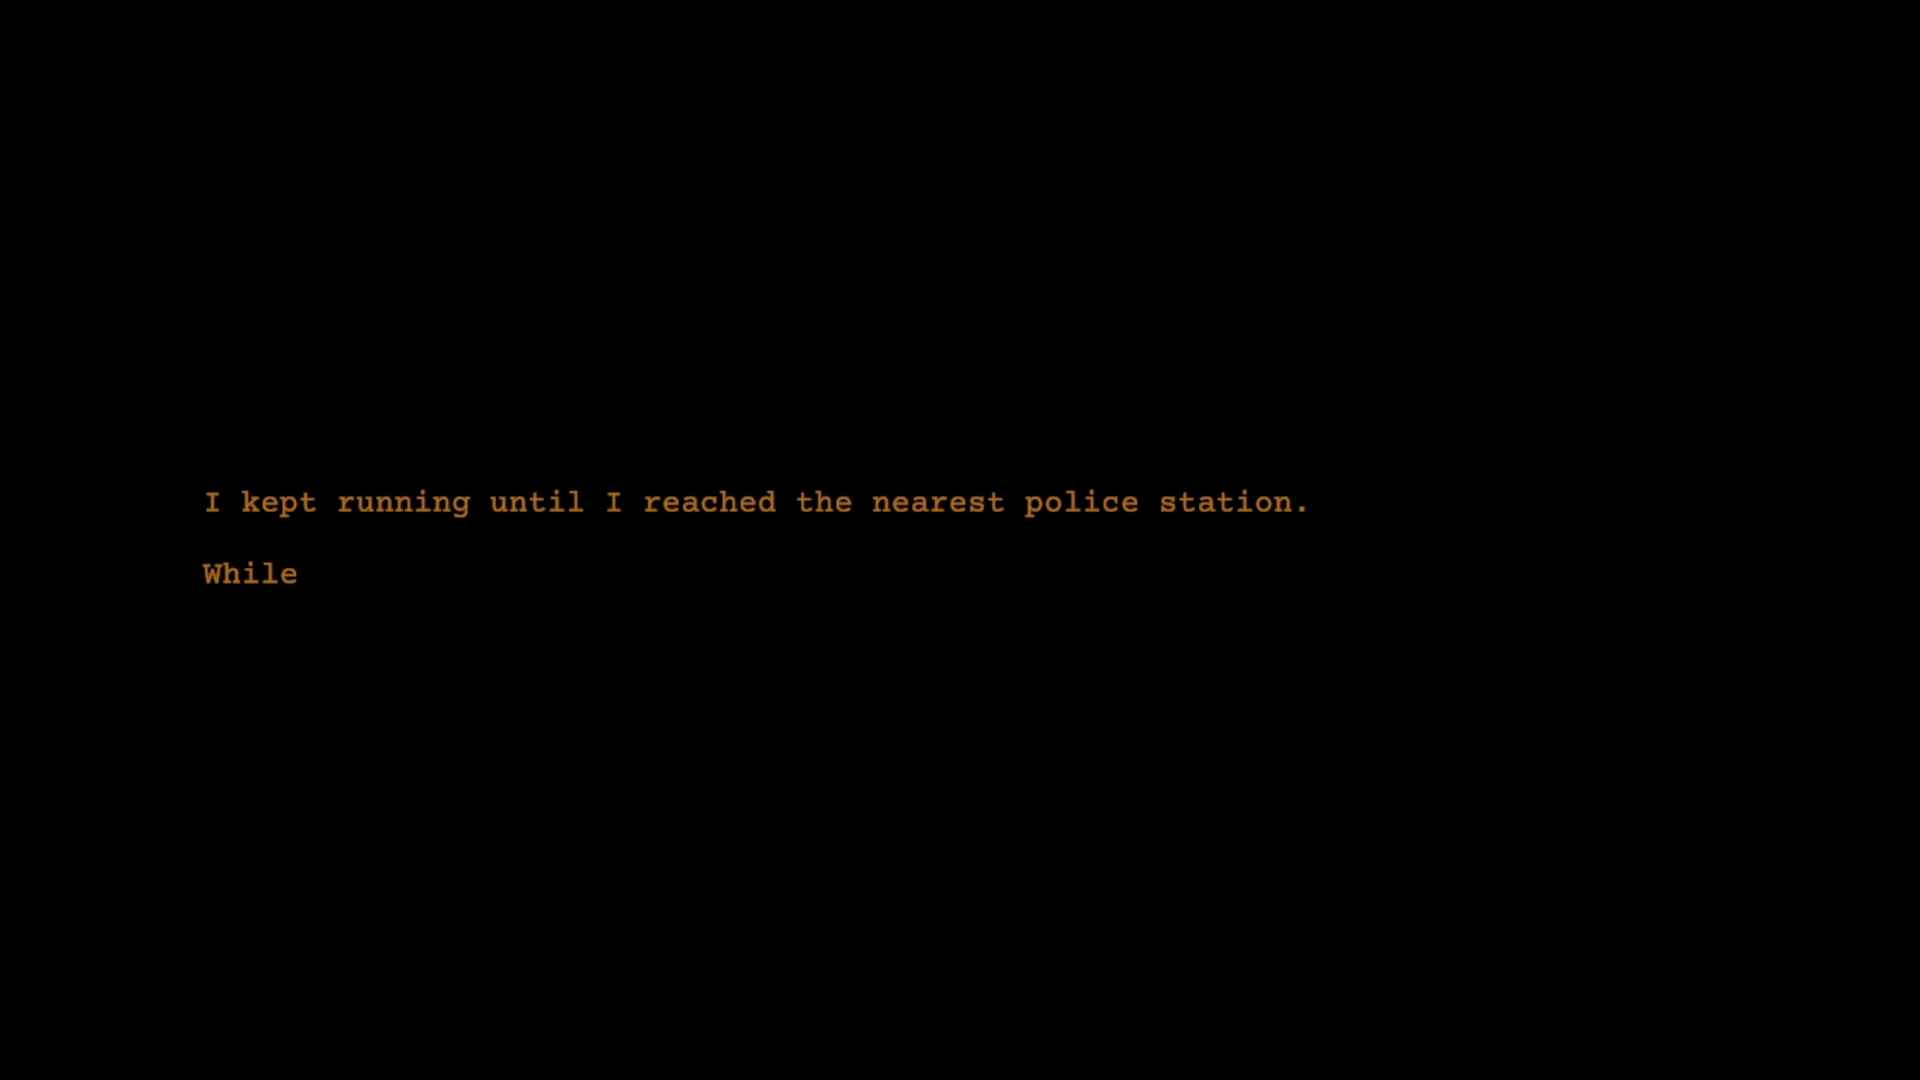 I kept running until I reached the nearest police station.
While